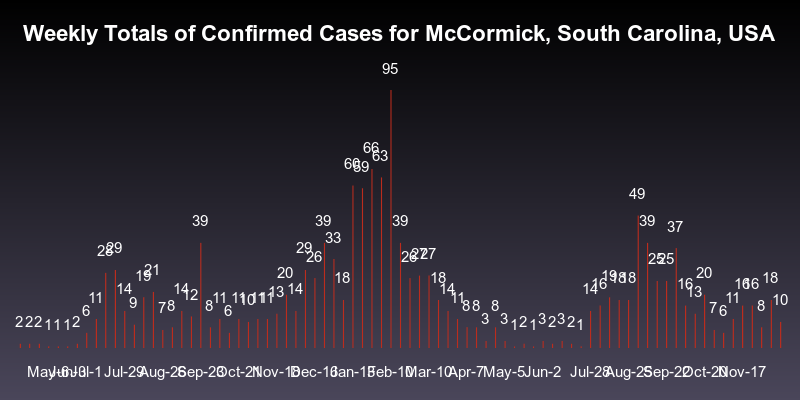 Weekly Totals of Confirmed Cases for McCormick, South Carolina, USA
95
66 63
60 59
49
39 39 33 39 39 37
28 29 29 26 26 27 27 25 25
14 9 19 21 7 8 14 12 8 11 6 11 10 11 11 13 20 14 18 18 14 11 8 8 3 8 3 14 16 19 18 18 16 13 20 7 6 11 16 16 8 18 10
2 2 2 1 1 1 2 6 11 1 2 1 3 2 3 2 1
May-6 Jun-3 Jul-1 Jul-29 Aug-26 Sep-23 Oct-21 Nov-18 Dec-16 Jan-13 Feb-10 Mar-10 Apr-7 May-5 Jun-2 Jul-28 Aug-25 Sep-22 Oct-20 Nov-17